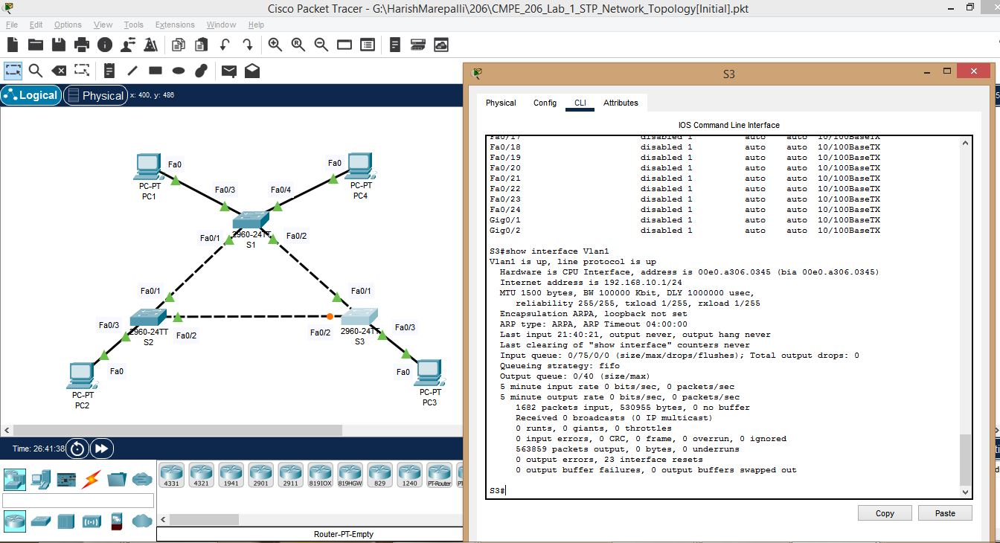 Cisco Packet Tracer - G:\HarishMarepalli\206\CMPE_206_Lab_1_STP_Network_Topology[Initial].pkt
File Edit Options View Tools Extensions Window Help
Logical Physical x: 400, y: 486
Fa0
PC-PT
PC1
Fa0
PC-PT
PC4
Fa0/3
Fa0/4
2960-24TT
S1
Fa0/1
Fa0/2
Fa0/1
Fa0/1
Fa0/3
2960-24TT
S2
Fa0/2
Fa0/2
2960-24TT
S3
Fa0/3
Fa0
PC-PT
PC2
Fa0
PC-PT
PC3
Time: 26:41:38
4331 4321 1941 2901 2911 819IOX 819HGW 829 1240 PT-Router
Router-PT-Empty
S3
Physical Config CLI Attributes
IOS Command Line Interface
Fa0/17 disabled 1 auto auto 10/100BaseTX
Fa0/18 disabled 1 auto auto 10/100BaseTX
Fa0/19 disabled 1 auto auto 10/100BaseTX
Fa0/20 disabled 1 auto auto 10/100BaseTX
Fa0/21 disabled 1 auto auto 10/100BaseTX
Fa0/22 disabled 1 auto auto 10/100BaseTX
Fa0/23 disabled 1 auto auto 10/100BaseTX
Fa0/24 disabled 1 auto auto 10/100BaseTX
Gig0/1 disabled 1 auto auto 10/100BaseTX
Gig0/2 disabled 1 auto auto 10/100BaseTX
S3#show interface Vlan1
Vlan1 is up, line protocol is up
Hardware is CPU Interface, address is 00e0.a306.0345 (bia 00e0.a306.0345)
Internet address is 192.168.10.1/24
MTU 1500 bytes, BW 100000 Kbit, DLY 1000000 usec,
reliability 255/255, txload 1/255, rxload 1/255
Encapsulation ARPA, loopback not set
ARP type: ARPA, ARP Timeout 04:00:00
Last input 21:40:21, output never, output hang never
Last clearing of "show interface" counters never
Input queue: 0/75/0/0 (size/max/drops/flushes); Total output drops: 0
Queueing strategy: fifo
Output queue: 0/40 (size/max)
5 minute input rate 0 bits/sec, 0 packets/sec
5 minute output rate 0 bits/sec, 0 packets/sec
1682 packets input, 530955 bytes, 0 no buffer
Received 0 broadcasts (0 IP multicast)
0 runts, 0 giants, 0 throttles
0 input errors, 0 CRC, 0 frame, 0 overrun, 0 ignored
563859 packets output, 0 bytes, 0 underruns
0 output errors, 23 interface resets
0 output buffer failures, 0 output buffers swapped out
S3#
Copy Paste